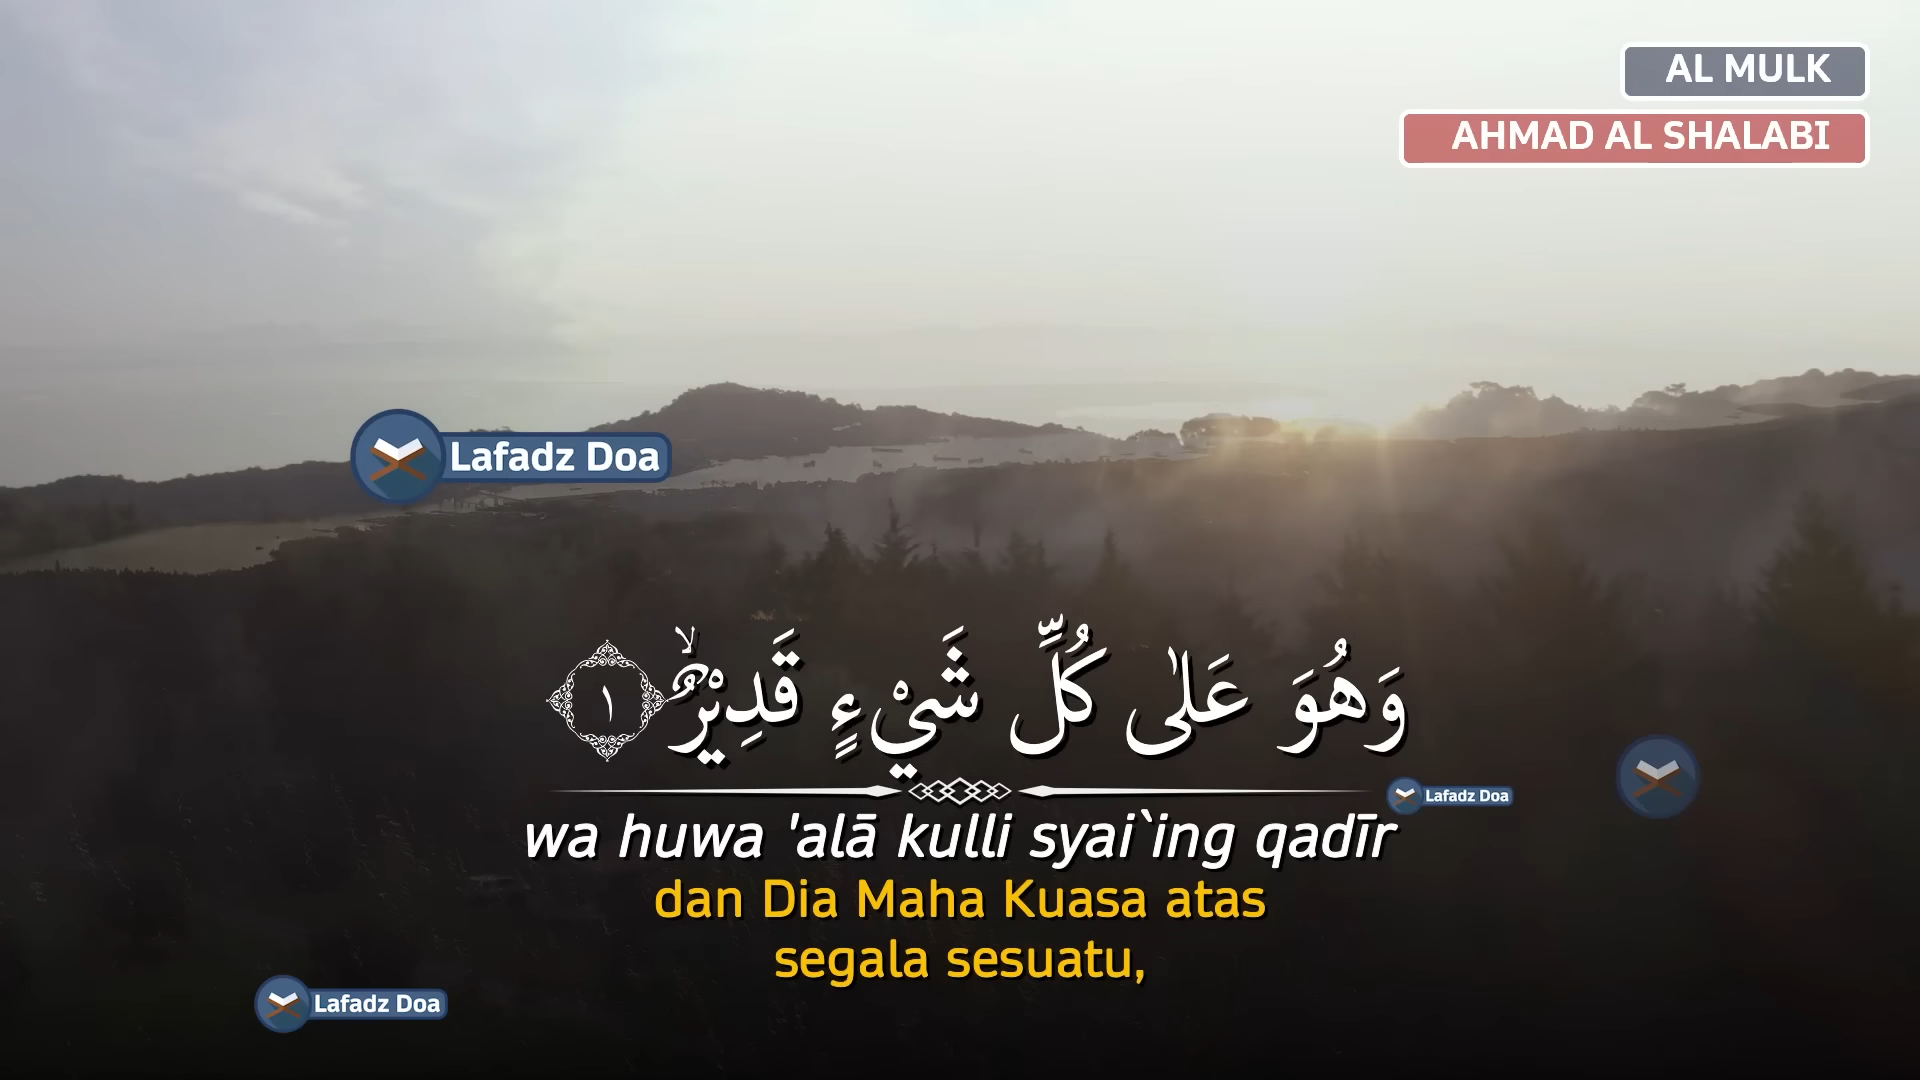 AL MULK
AHMAD AL SHALABI
Lafadz Doa
وَهُوَ عَلٰى كُلِّ شَيْءٍ قَدِيْرٌۙ ١
Lafadz Doa
wa huwa 'alā kulli syai`ing qadīr
dan Dia Maha Kuasa atas
segala sesuatu,
Lafadz Doa